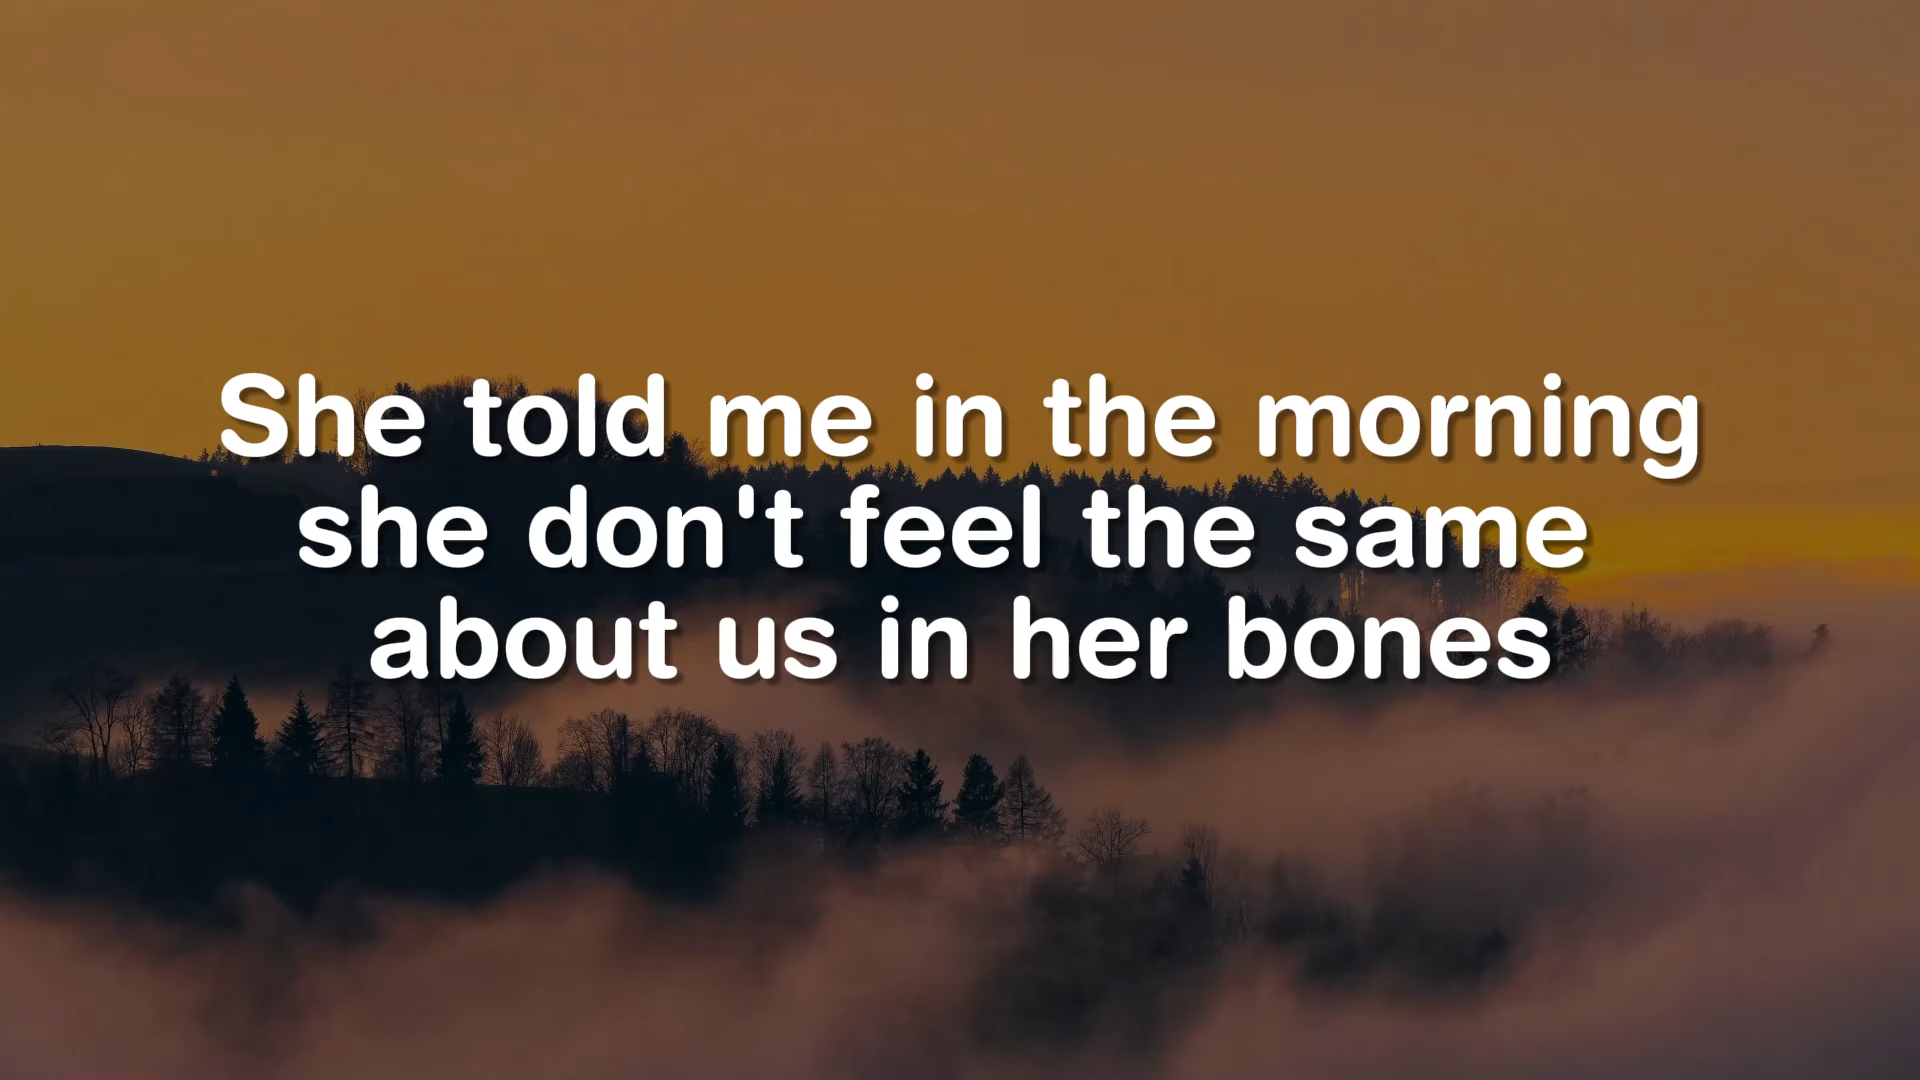 She told me in the morning
she don't feel the same
about us in her bones